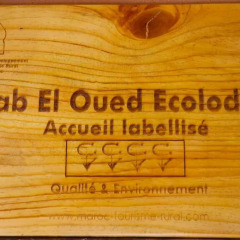 ab El Oued Ecolod
Accueil labellisé
Qualité & Environnement
www.maroc-tourisme-rural.com